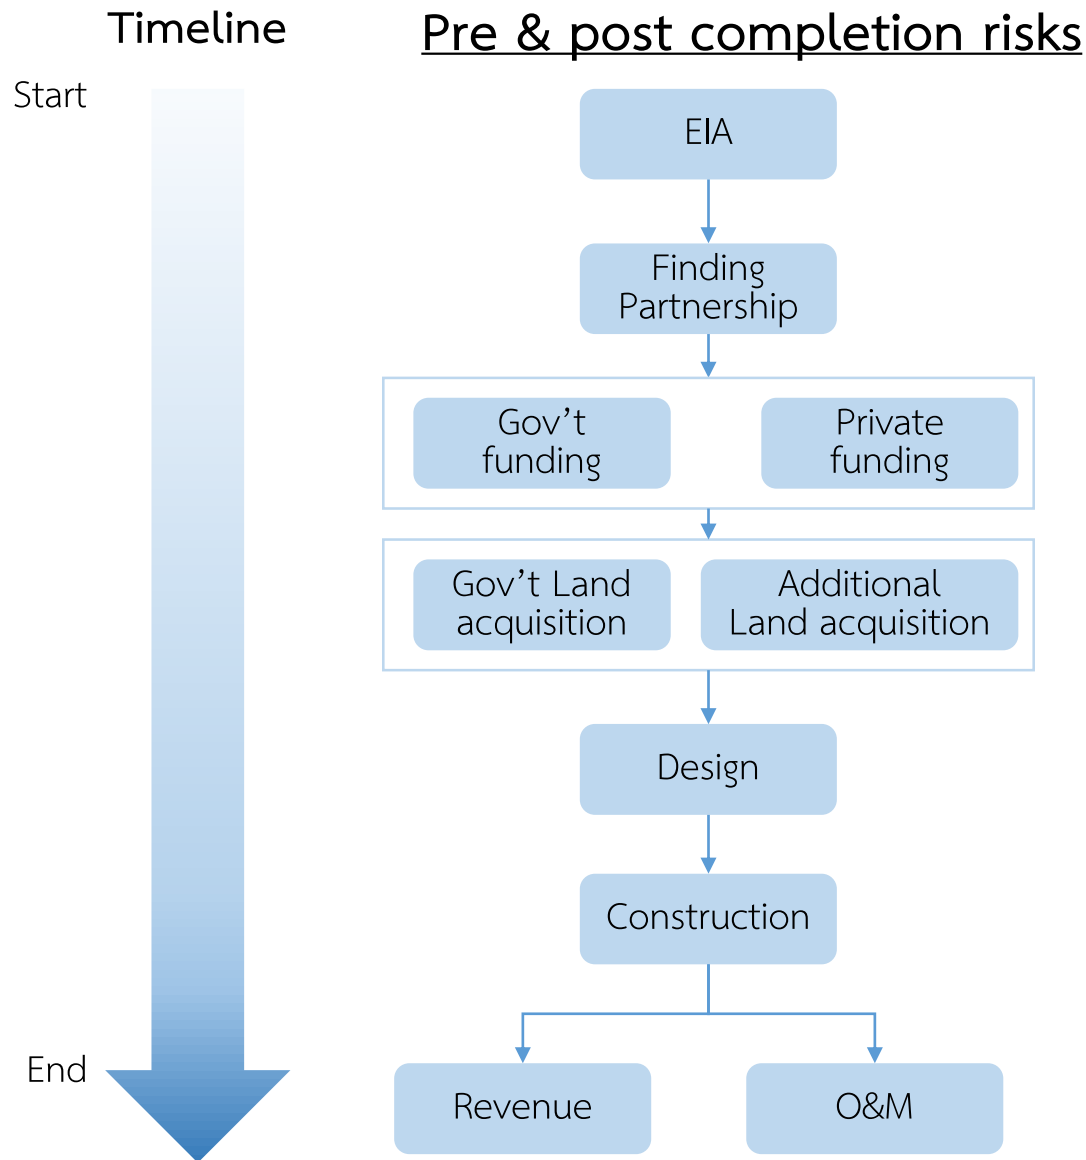 Timeline
Pre & post completion risks
Start
EIA
Finding
Partnership
Gov’t
funding
Private
funding
Gov’t Land
acquisition
Additional
Land acquisition
Design
Construction
End
Revenue
O&M